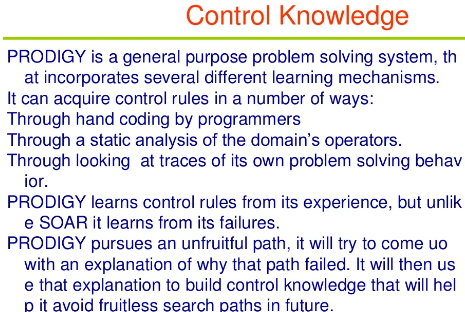 Control Knowledge
PRODIGY is a general purpose problem solving system, th
at incorporates several different learning mechanisms.
It can acquire control rules in a number of ways:
Through hand coding by programmers
Through a static analysis of the domain's operators.
Through looking at traces of its own problem solving behav
ior.
PRODIGY learns control rules from its experience, but unlik
e SOAR it learns from its failures.
PRODIGY pursues an unfruitful path, it will try to come uo
with an explanation of why that path failed. It will then us
e that explanation to build control knowledge that will hel
p it avoid fruitless search paths in future.